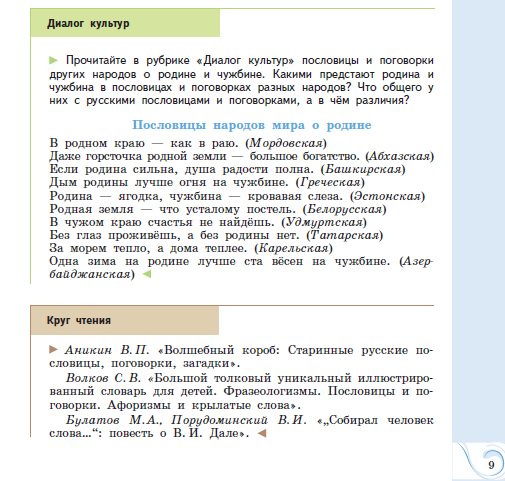 Диалог культур
Прочитайте в рубрике «Диалог культур» пословицы и поговорки
других народов о родине и чужбине. Какими предстают родина и
чужбина в пословицах и поговорках разных народов? Что общего у
них с русскими пословицами и поговорками, а в чём различия?
Пословицы народов мира о родине
В родном краю — как в раю. (Мордовская)
Даже горсточка родной земли — большое богатство. (Абхазская)
Если родина сильна, душа радости полна. (Башкирская)
Дым родины лучше огня на чужбине. (Греческая)
Родина — ягодка, чужбина — кровавая слеза. (Эстонская)
Родная земля — что усталому постель. (Белорусская)
В чужом краю счастья не найдёшь. (Удмуртская)
Без глаз проживёшь, а без родины нет. (Татарская)
За морем тепло, а дома теплее. (Карельская)
Одна зима на родине лучше ста вёсен на чужбине. (Азер-
байджанская)
Круг чтения
Аникин В. П. «Волшебный короб: Старинные русские по-
словицы, поговорки, загадки».
Волков С. В. «Большой толковый уникальный иллюстриро-
ванный словарь для детей. Фразеологизмы. Пословицы и по-
говорки. Афоризмы и крылатые слова».
Булатов М. А., Порудоминский В. И. «„Собирал человек
слова…“: повесть о В. И. Дале».
9